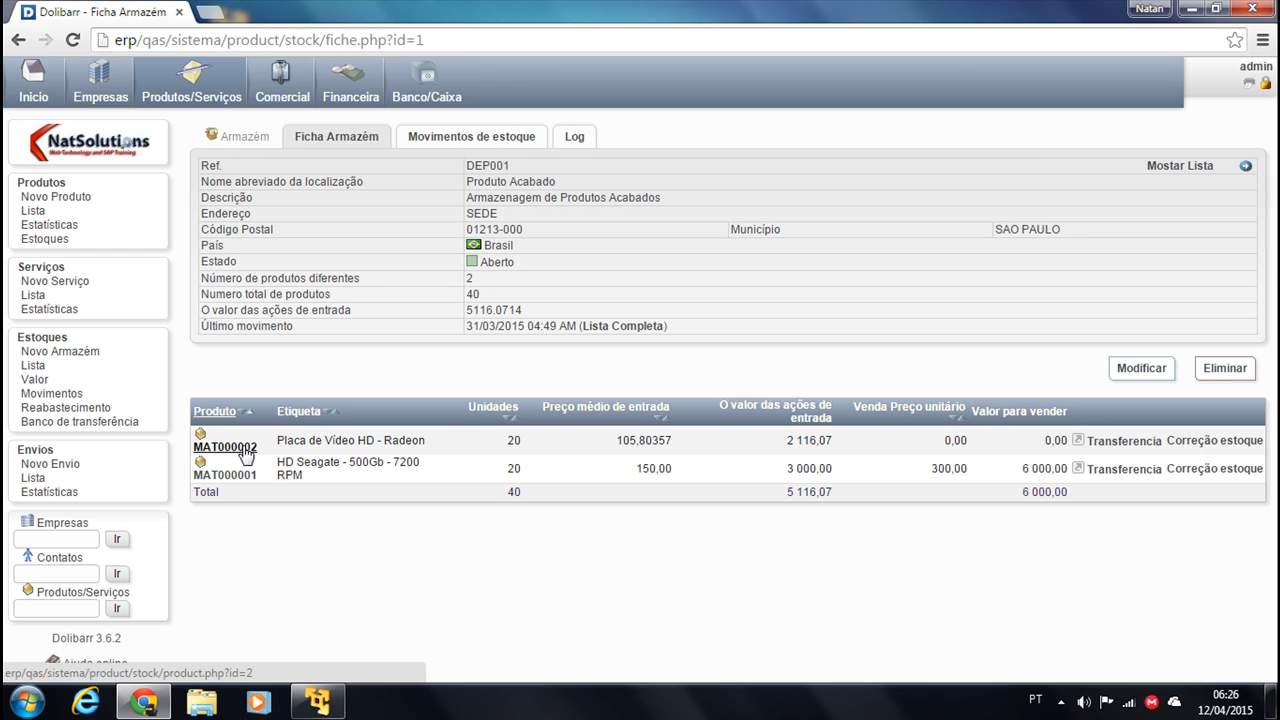 Dolibarr - Ficha Armazém
Natan
erp/qas/sistema/product/stock/fiche.php?id=1
Inicio
Empresas
Produtos/Serviços
Comercial
Financeira
Banco/Caixa
admin
NatSolutions
Web Technology and SAP Training
Produtos
Novo Produto
Lista
Estatísticas
Estoques
Serviços
Novo Serviço
Lista
Estatísticas
Estoques
Novo Armazém
Lista
Valor
Movimentos
Reabastecimento
Banco de transferência
Envios
Novo Envio
Lista
Estatísticas
Empresas
Ir
Contatos
Ir
Produtos/Serviços
Ir
Dolibarr 3.6.2
Ajuda online
Armazém
Ficha Armazém
Movimentos de estoque
Log
Ref. DEP001 Mostar Lista
Nome abreviado da localização Produto Acabado
Descrição Armazenagem de Produtos Acabados
Endereço SEDE
Código Postal 01213-000 Município SAO PAULO
País Brasil
Estado Aberto
Número de produtos diferentes 2
Numero total de produtos 40
O valor das ações de entrada 5116.0714
Último movimento 31/03/2015 04:49 AM (Lista Completa)
Modificar
Eliminar
Produto Etiqueta Unidades Preço médio de entrada O valor das ações de entrada Venda Preço unitário Valor para vender
MAT000002 Placa de Vídeo HD - Radeon 20 105,80357 2 116,07 0,00 0,00 Transferencia Correção estoque
MAT000001 HD Seagate - 500Gb - 7200 RPM 20 150,00 3 000,00 300,00 6 000,00 Transferencia Correção estoque
Total 40 5 116,07 6 000,00
erp/qas/sistema/product/stock/product.php?id=2
PT
06:26
12/04/2015